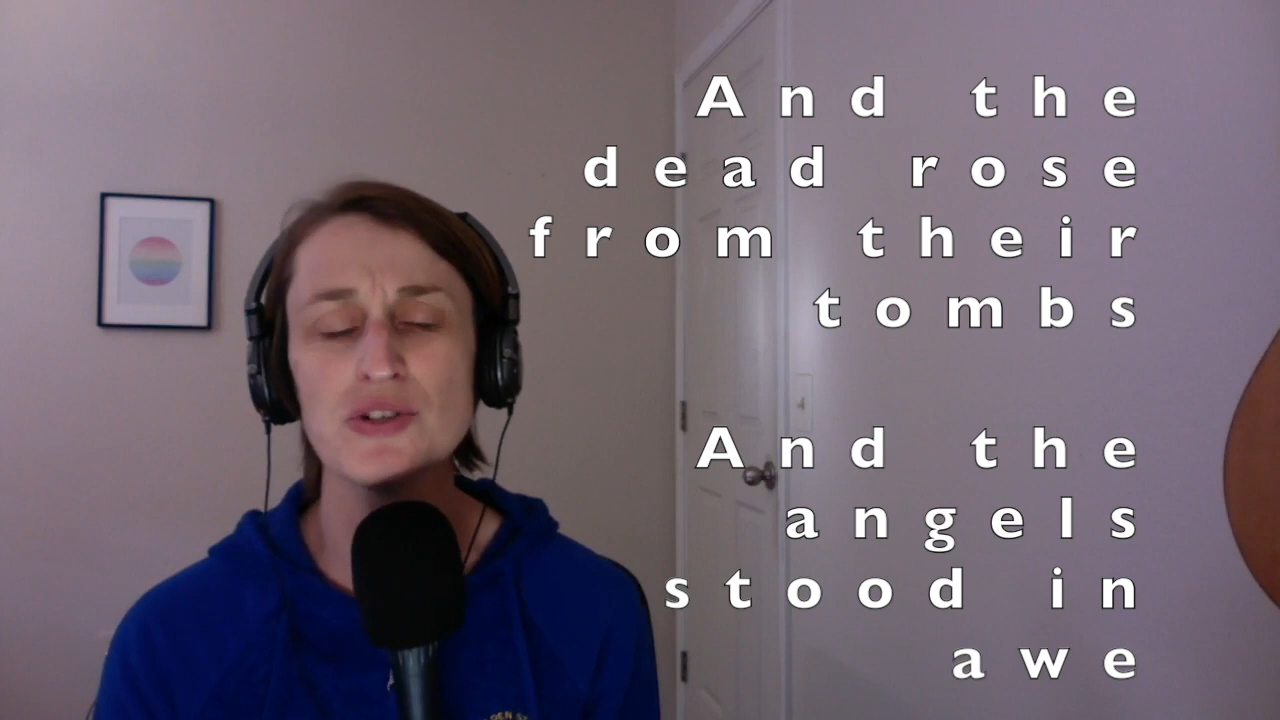 And the
dead rose
from their
tombs
And the
angels
stood in
awe